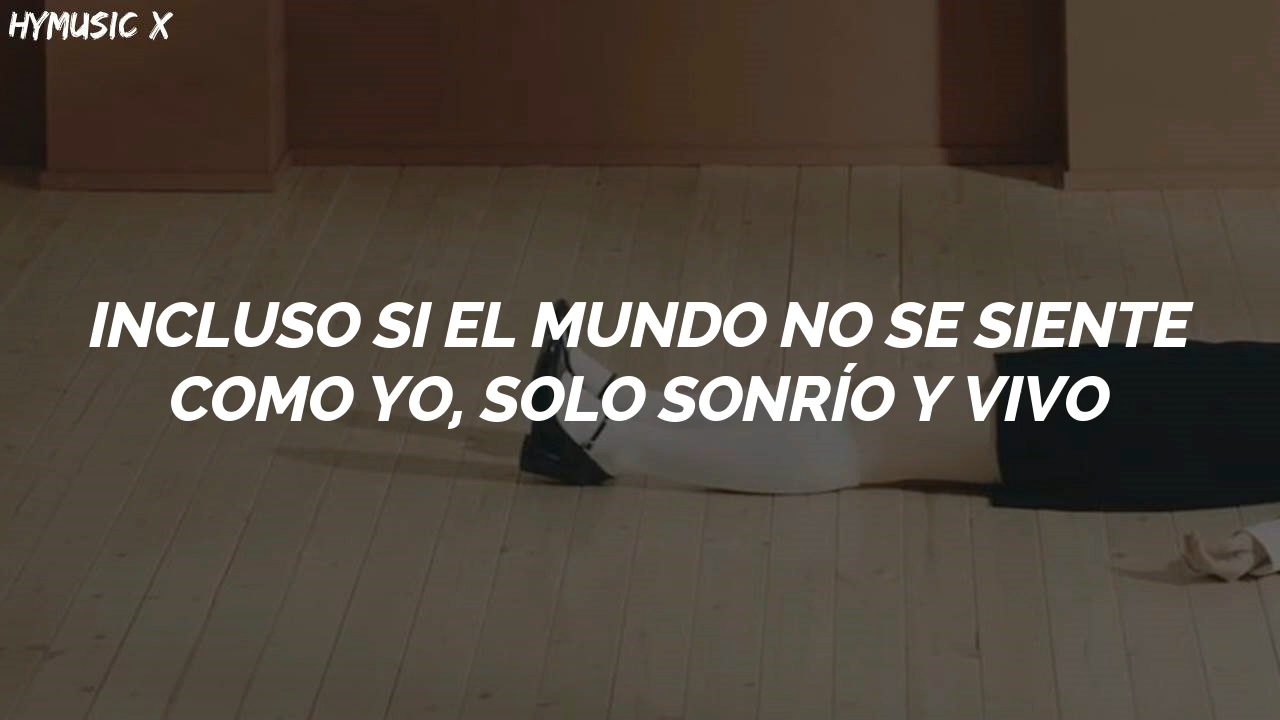 HYMUSIC X
INCLUSO SI EL MUNDO NO SE SIENTE
COMO YO, SOLO SONRÍO Y VIVO